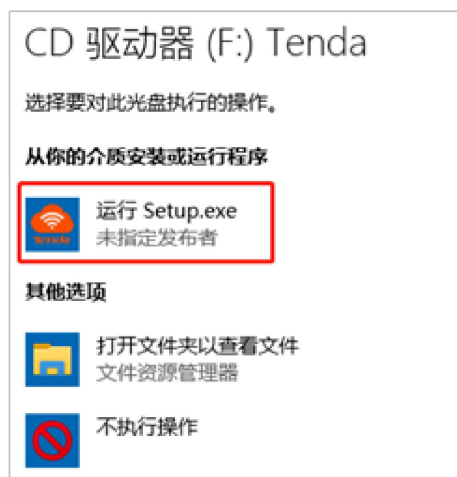 CD 驱动器 (F:) Tenda
选择要对此光盘执行的操作。
从你的介质安装或运行程序
运行 Setup.exe
未指定发布者
Tenda
其他选项
打开文件夹以查看文件
文件资源管理器
不执行操作